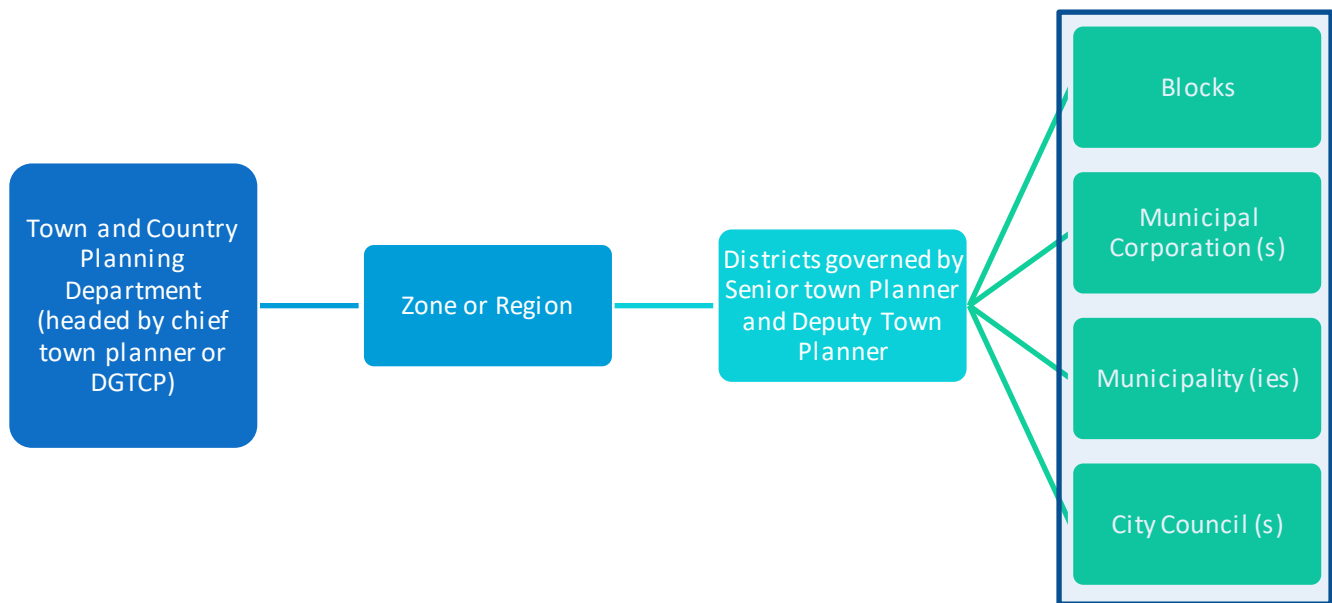 Town and Country
Planning
Department
(headed by chief
town planner or
DGTCP)
Zone or Region
Districts governed by
Senior town Planner
and Deputy Town
Planner
Blocks
Municipal
Corporation (s)
Municipality (ies)
City Council (s)